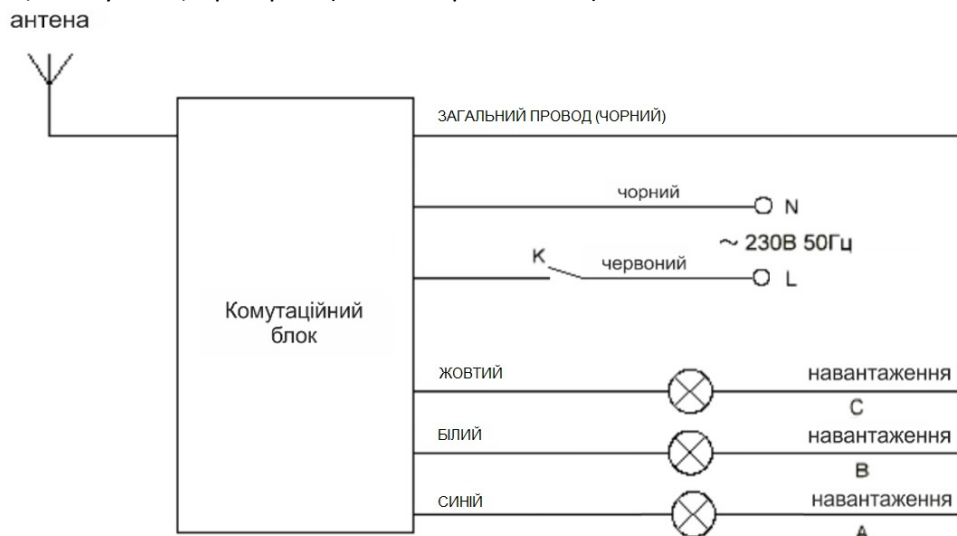 антена
ЗАГАЛЬНИЙ ПРОВОД (ЧОРНИЙ)
чорний
N
~ 230В 50Гц
К
червоний
L
Комутаційний
блок
ЖОВТИЙ
навантаження
С
БІЛИЙ
навантаження
В
СИНІЙ
навантаження
А